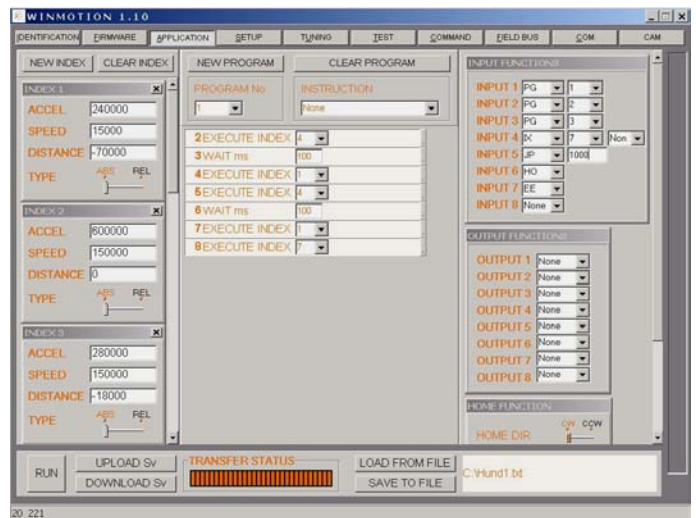 WINMOTION 1.10
IDENTIFICATION FIRMWARE APPLICATION SETUP TUNING TEST COMMAND FIELD BUS COM CAM
NEW INDEX CLEAR INDEX
INDEX 1
ACCEL 240000
SPEED 15000
DISTANCE -70000
TYPE ABS REL
INDEX 2
ACCEL 600000
SPEED 150000
DISTANCE 0
TYPE ABS REL
INDEX 3
ACCEL 280000
SPEED 150000
DISTANCE -18000
TYPE ABS REL
NEW PROGRAM CLEAR PROGRAM
PROGRAM No INSTRUCTION
1 None
2 EXECUTE INDEX 4
3 WAIT ms 100
4 EXECUTE INDEX 1
5 EXECUTE INDEX 4
6 WAIT ms 100
7 EXECUTE INDEX 1
8 EXECUTE INDEX 7
INPUT FUNCTIONS
INPUT 1 PG 1
INPUT 2 PG 2
INPUT 3 PG 3
INPUT 4 IX 7 Non
INPUT 5 JP 1000
INPUT 6 HO
INPUT 7 EE
INPUT 8 None
OUTPUT FUNCTIONS
OUTPUT 1 None
OUTPUT 2 None
OUTPUT 3 None
OUTPUT 4 None
OUTPUT 5 None
OUTPUT 6 None
OUTPUT 7 None
OUTPUT 8 None
HOME FUNCTION
HOME DIR CW CCW
RUN
UPLOAD Sv
DOWNLOAD Sv
TRANSFER STATUS
LOAD FROM FILE
SAVE TO FILE
C:\Hund1.txt
20 221